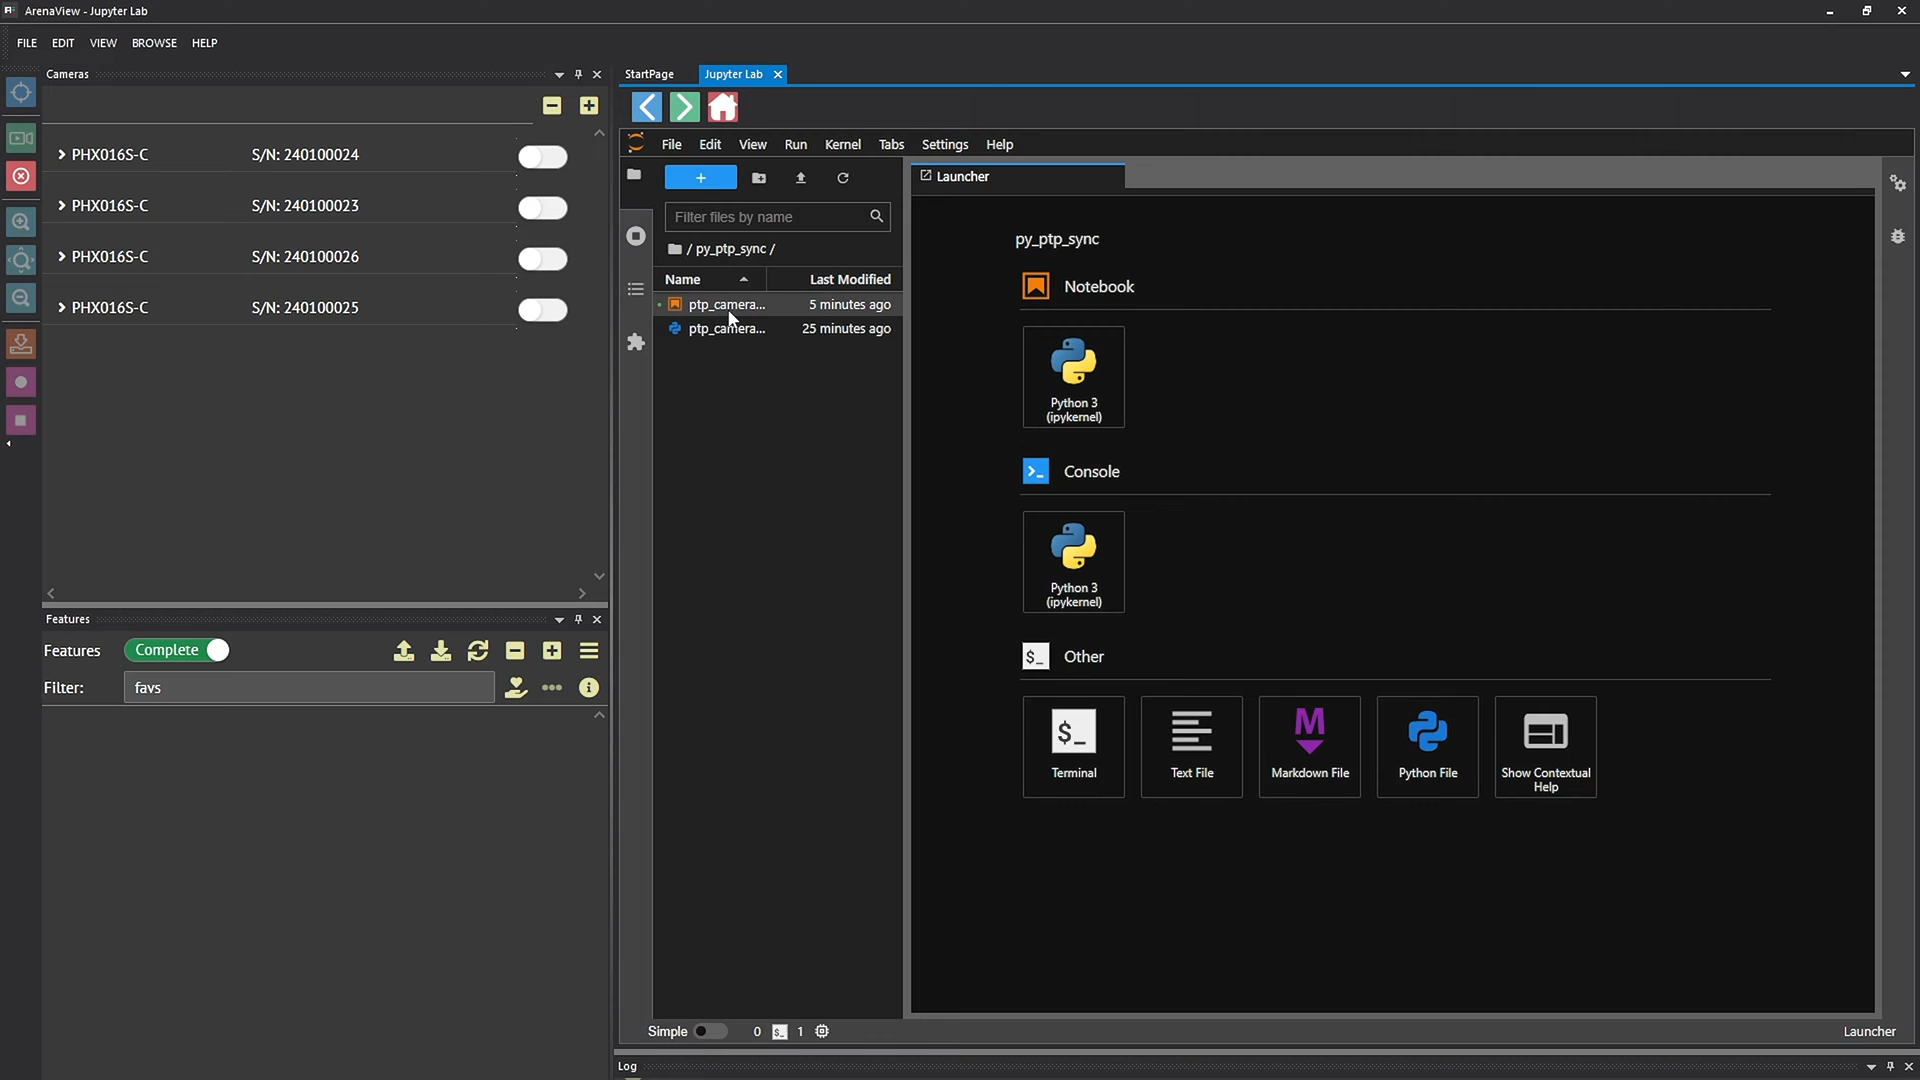 ArenaView - Jupyter Lab
FILE EDIT VIEW BROWSE HELP
Cameras
PHX016S-C S/N: 240100024
PHX016S-C S/N: 240100023
PHX016S-C S/N: 240100026
PHX016S-C S/N: 240100025
Features
Features Complete
Filter: favs
StartPage Jupyter Lab
File Edit View Run Kernel Tabs Settings Help
Filter files by name
/ py_ptp_sync /
Name Last Modified
ptp_camera... 5 minutes ago
ptp_camera... 25 minutes ago
Launcher
py_ptp_sync
Notebook
Python 3
(ipykernel)
>_ Console
Python 3
(ipykernel)
$_ Other
$_
Terminal
Text File
M
Markdown File
Python File
Show Contextual
Help
Simple 0 $_ 1
Launcher
Log